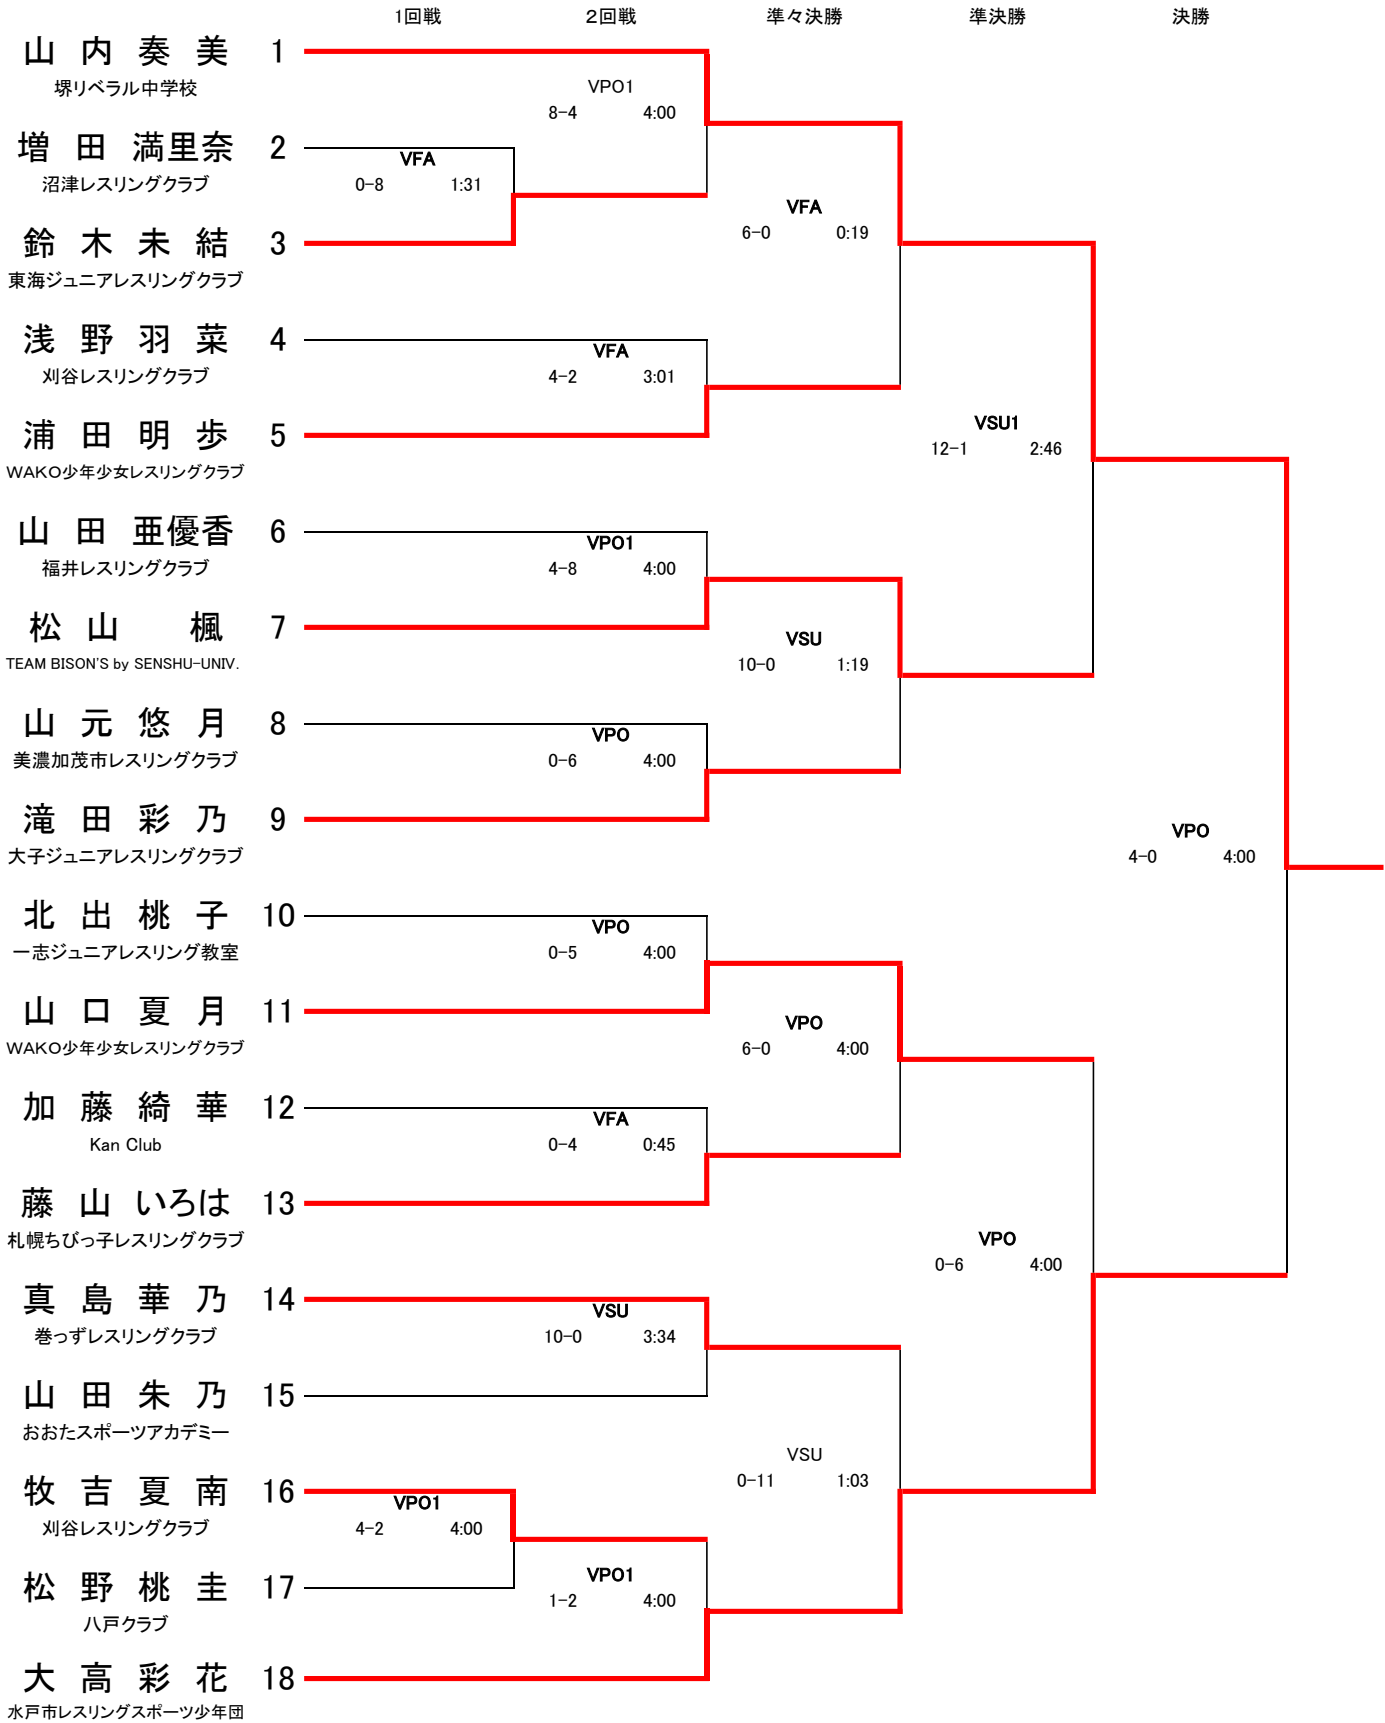 1回戦 2回戦 準々決勝 準決勝 決勝
山 内 奏 美 1
堺リベラル中学校
VPO1
8-4 4:00
増 田 満里奈 2
沼津レスリングクラブ
VFA
0-8 1:31
鈴 木 未 結 3
東海ジュニアレスリングクラブ
VFA
6-0 0:19
浅 野 羽 菜 4
刈谷レスリングクラブ
VFA
4-2 3:01
浦 田 明 歩 5
WAKO少年少女レスリングクラブ
VSU1
12-1 2:46
山 田 亜優香 6
福井レスリングクラブ
VPO1
4-8 4:00
松 山 楓 7
TEAM BISON'S by SENSHU-UNIV.
VSU
10-0 1:19
山 元 悠 月 8
美濃加茂市レスリングクラブ
VPO
0-6 4:00
滝 田 彩 乃 9
大子ジュニアレスリングクラブ
VPO
4-0 4:00
北 出 桃 子 10
一志ジュニアレスリング教室
VPO
0-5 4:00
山 口 夏 月 11
WAKO少年少女レスリングクラブ
VPO
6-0 4:00
加 藤 綺 華 12
Kan Club
VFA
0-4 0:45
藤 山 いろは 13
札幌ちびっ子レスリングクラブ
VPO
0-6 4:00
真 島 華 乃 14
巻っずレスリングクラブ
VSU
10-0 3:34
山 田 朱 乃 15
おおたスポーツアカデミー
VSU
0-11 1:03
牧 吉 夏 南 16
刈谷レスリングクラブ
VPO1
4-2 4:00
松 野 桃 圭 17
八戸クラブ
VPO1
1-2 4:00
大 高 彩 花 18
水戸市レスリングスポーツ少年団